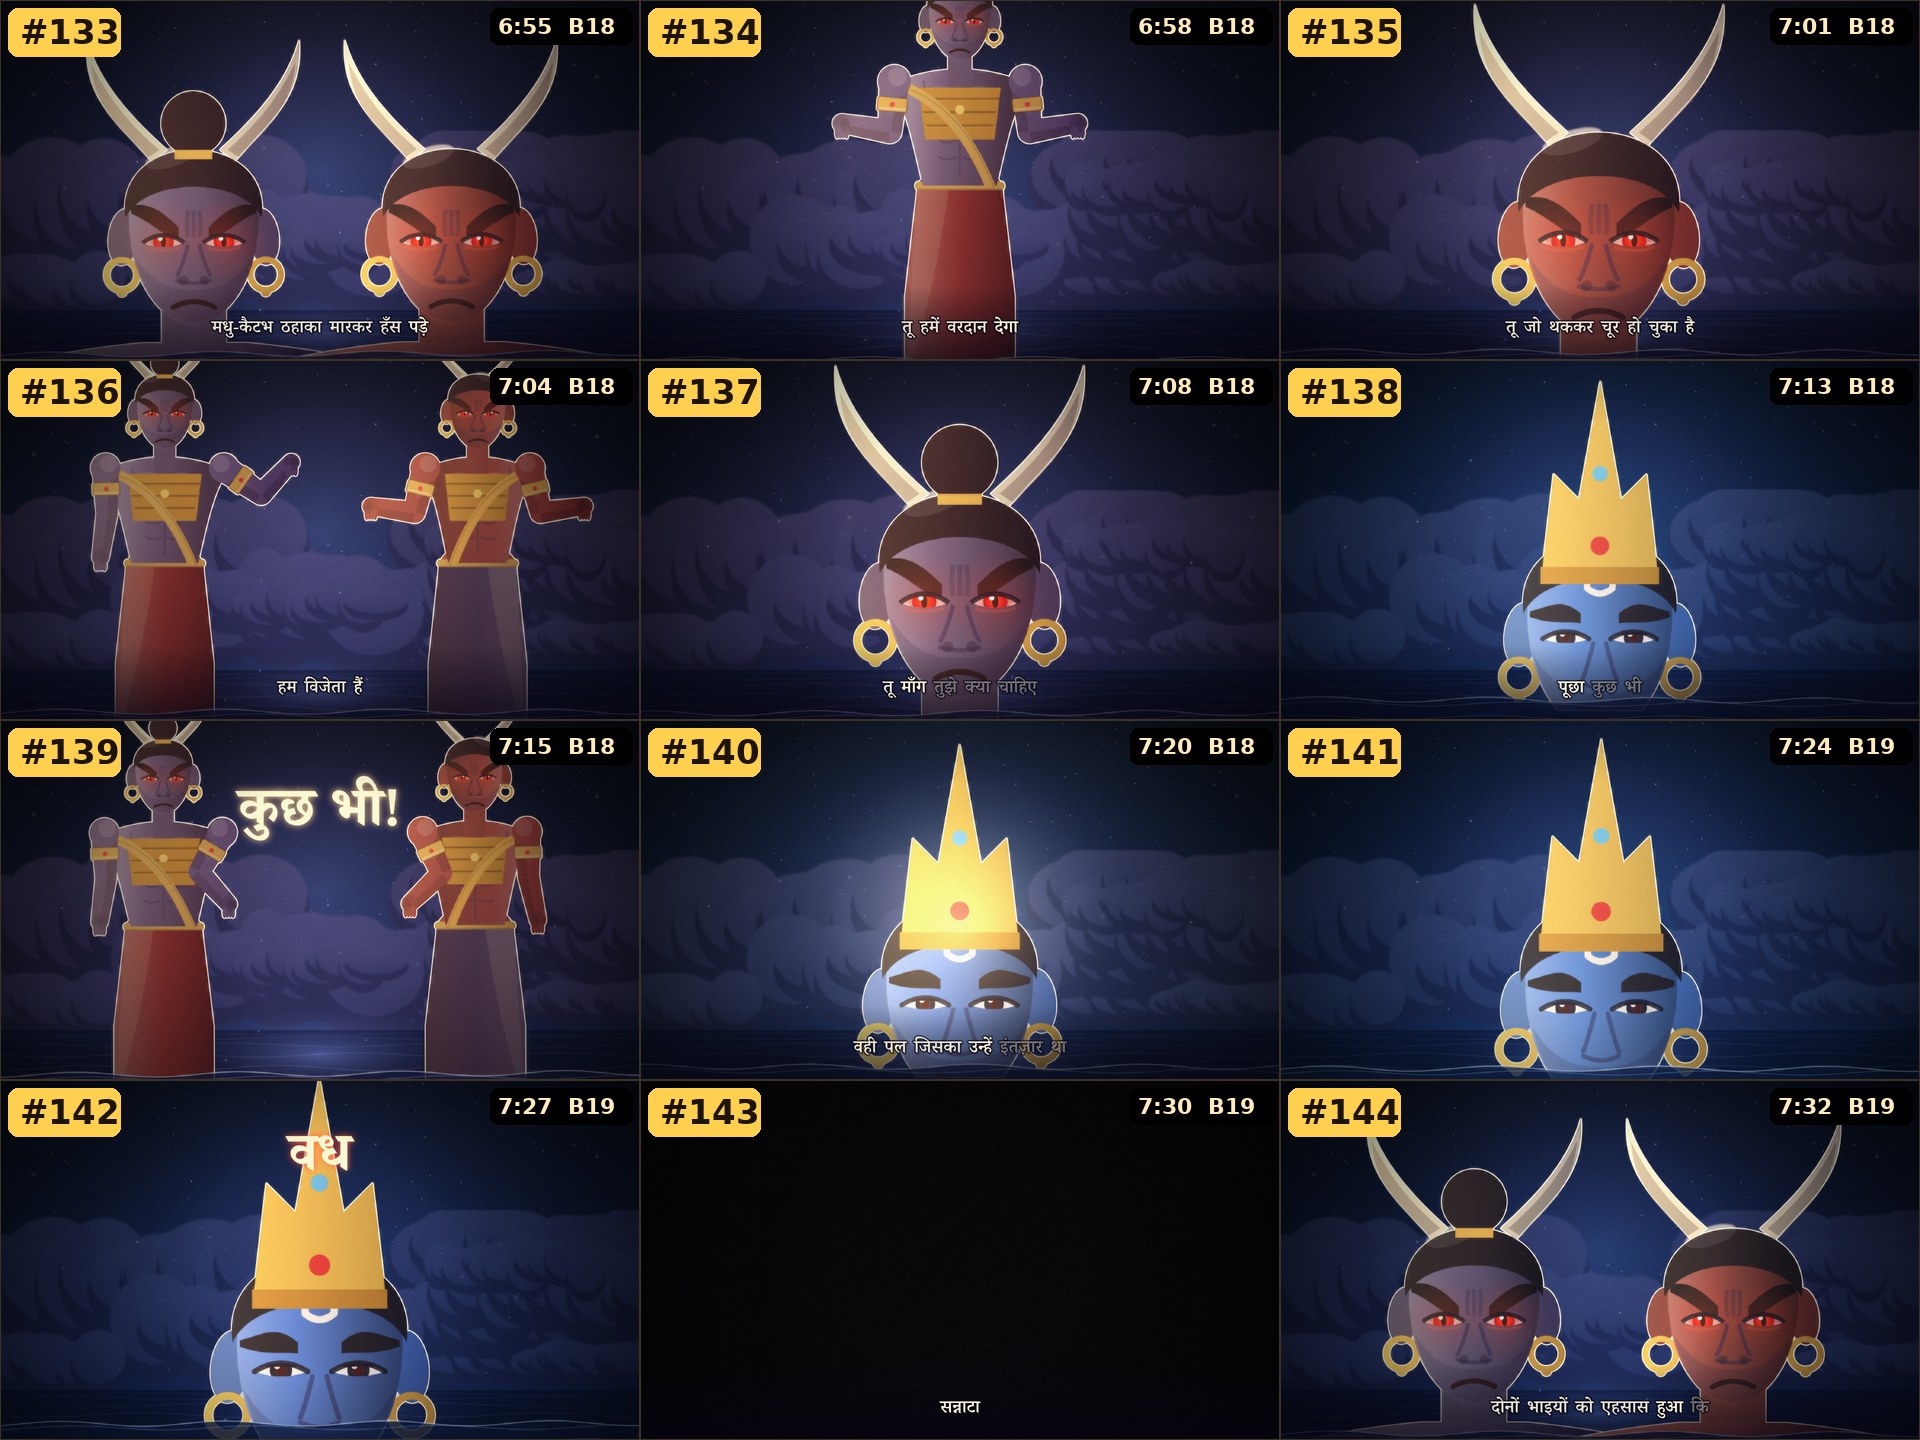 #133
6:55 B18
मधु-कैटभ ठहाका मारकर हँस पड़े
#134
6:58 B18
तू हमें वरदान देगा
#135
7:01 B18
तू जो थककर चूर हो चुका है
#136
7:04 B18
हम विजेता हैं
#137
7:08 B18
तू माँग तुझे क्या चाहिए
#138
7:13 B18
पूछा कुछ भी
#139
7:15 B18
कुछ भी!
#140
7:20 B18
वही पल जिसका उन्हें इंतज़ार था
#141
7:24 B19
#142
7:27 B19
वध
#143
7:30 B19
सन्नाटा
#144
7:32 B19
दोनों भाइयों को एहसास हुआ कि